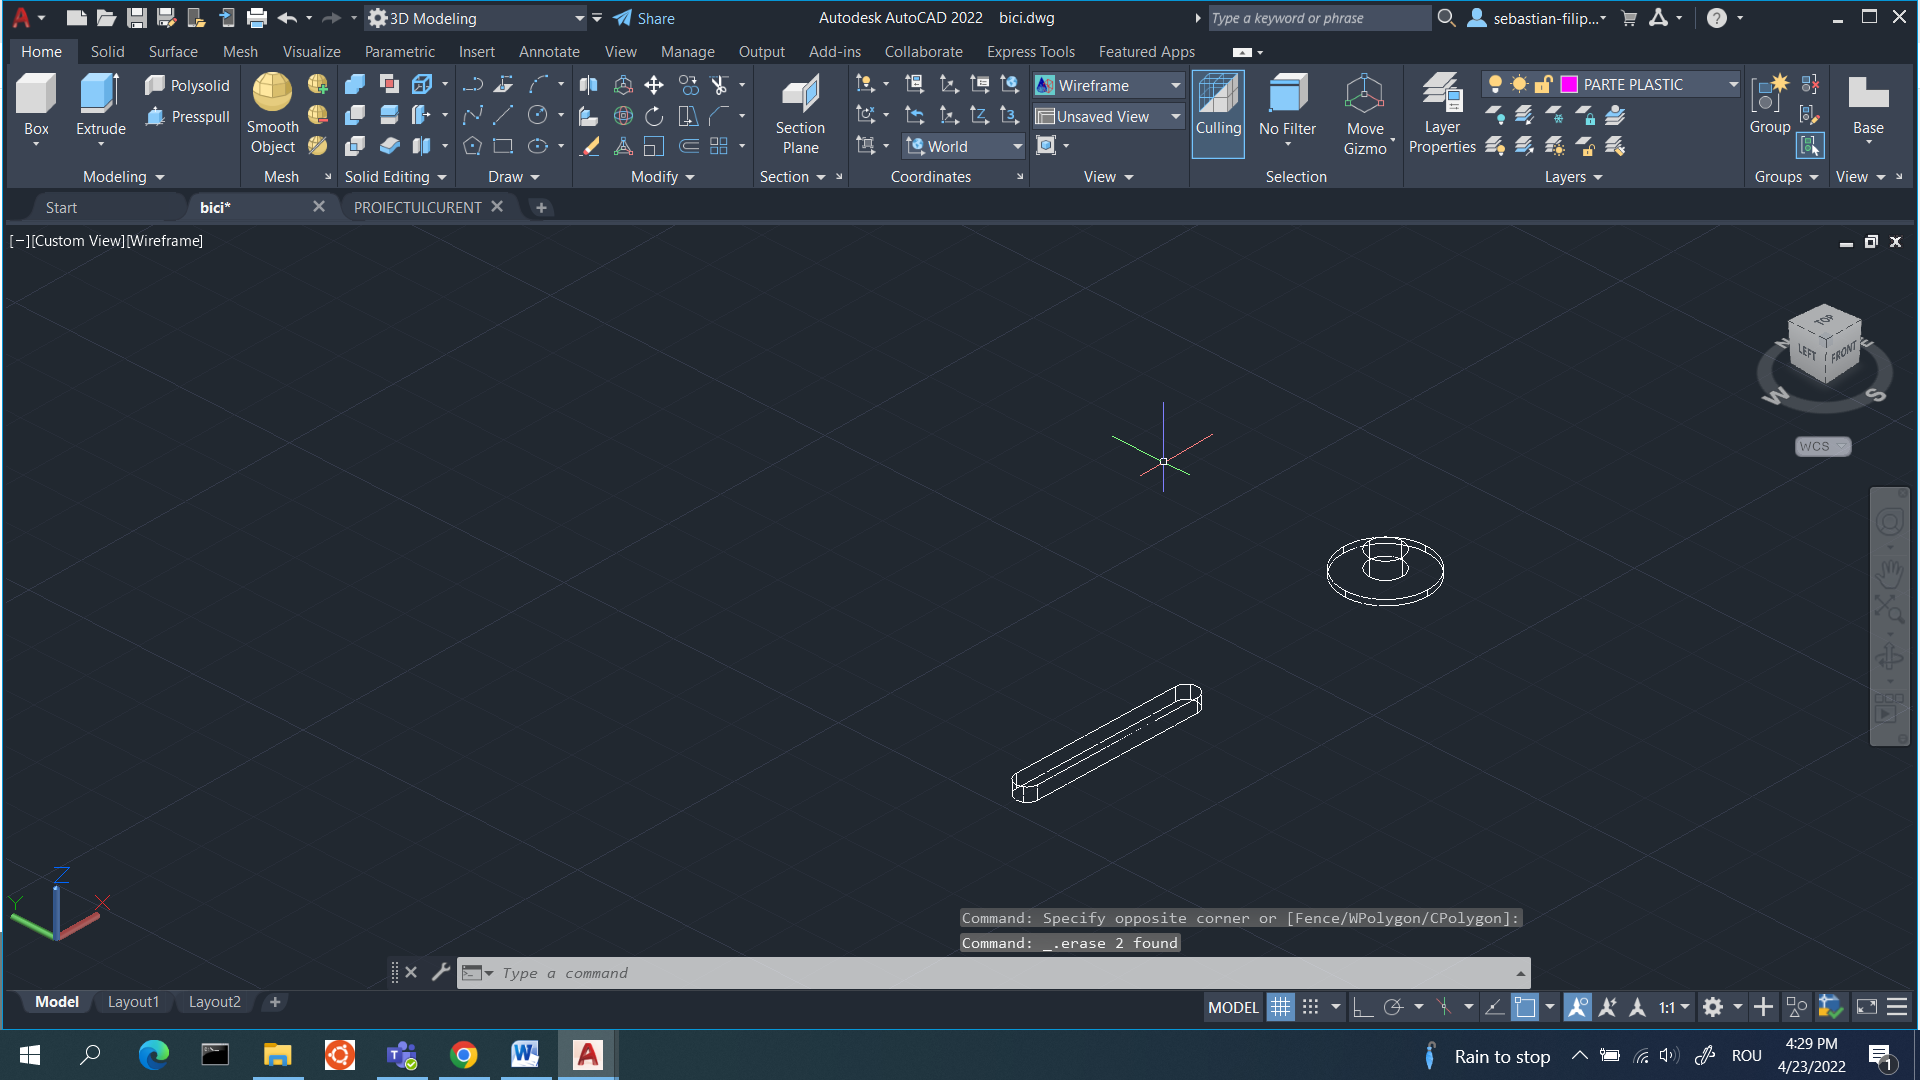 3D Modeling
Share
Autodesk AutoCAD 2022 bici.dwg
Type a keyword or phrase
sebastian-filip...
Home Solid Surface Mesh Visualize Parametric Insert Annotate View Manage Output Add-ins Collaborate Express Tools Featured Apps
Box
Extrude
Polysolid
Presspull
Smooth Object
Section Plane
World
Wireframe
Unsaved View
Culling
No Filter
Move Gizmo
Layer Properties
PARTE PLASTIC
Group
Base
Modeling Mesh Solid Editing Draw Modify Section Coordinates View Selection Layers Groups View
Start bici* PROIECTULCURENT
[−][Custom View][Wireframe]
TOP
LEFT FRONT
N E
W S
WCS
Z
Y X
Command: Specify opposite corner or [Fence/WPolygon/CPolygon]:
Command: _.erase 2 found
Type a command
Model Layout1 Layout2
MODEL 1:1
Rain to stop
ROU
4:29 PM
4/23/2022
1